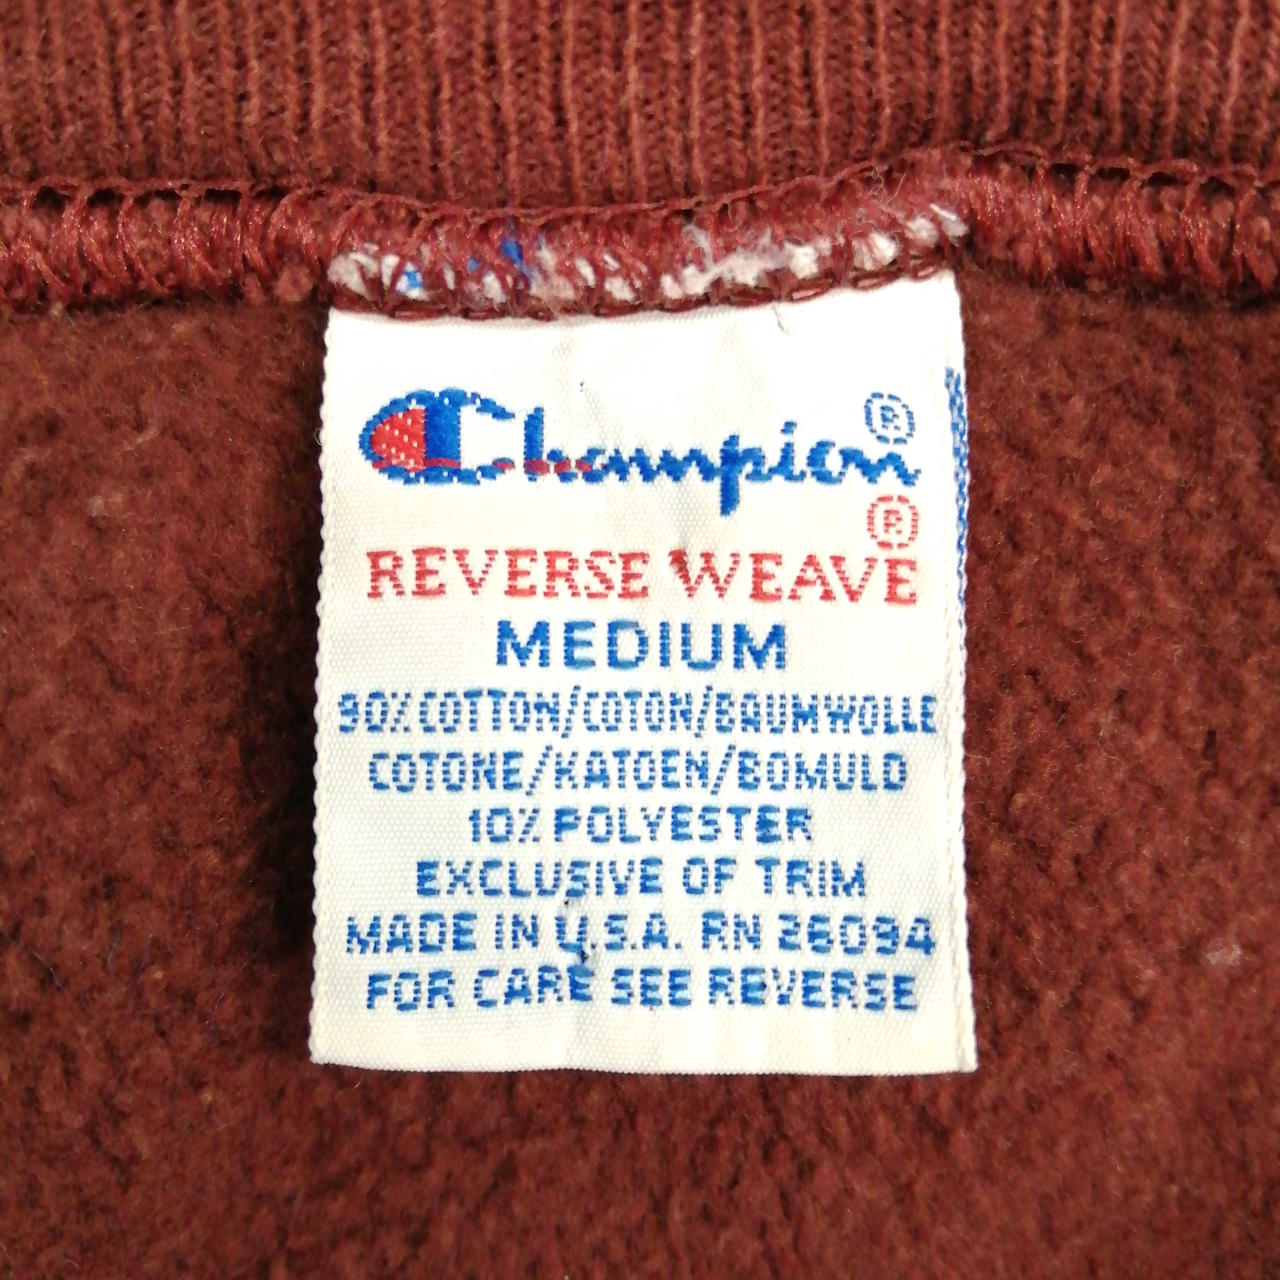 Champion ®
®
REVERSE WEAVE
MEDIUM
90% COTTON/COTON/BAUMWOLLE
COTONE/KATOEN/BOMULD
10% POLYESTER
EXCLUSIVE OF TRIM
MADE IN U.S.A. RN 26094
FOR CARE SEE REVERSE